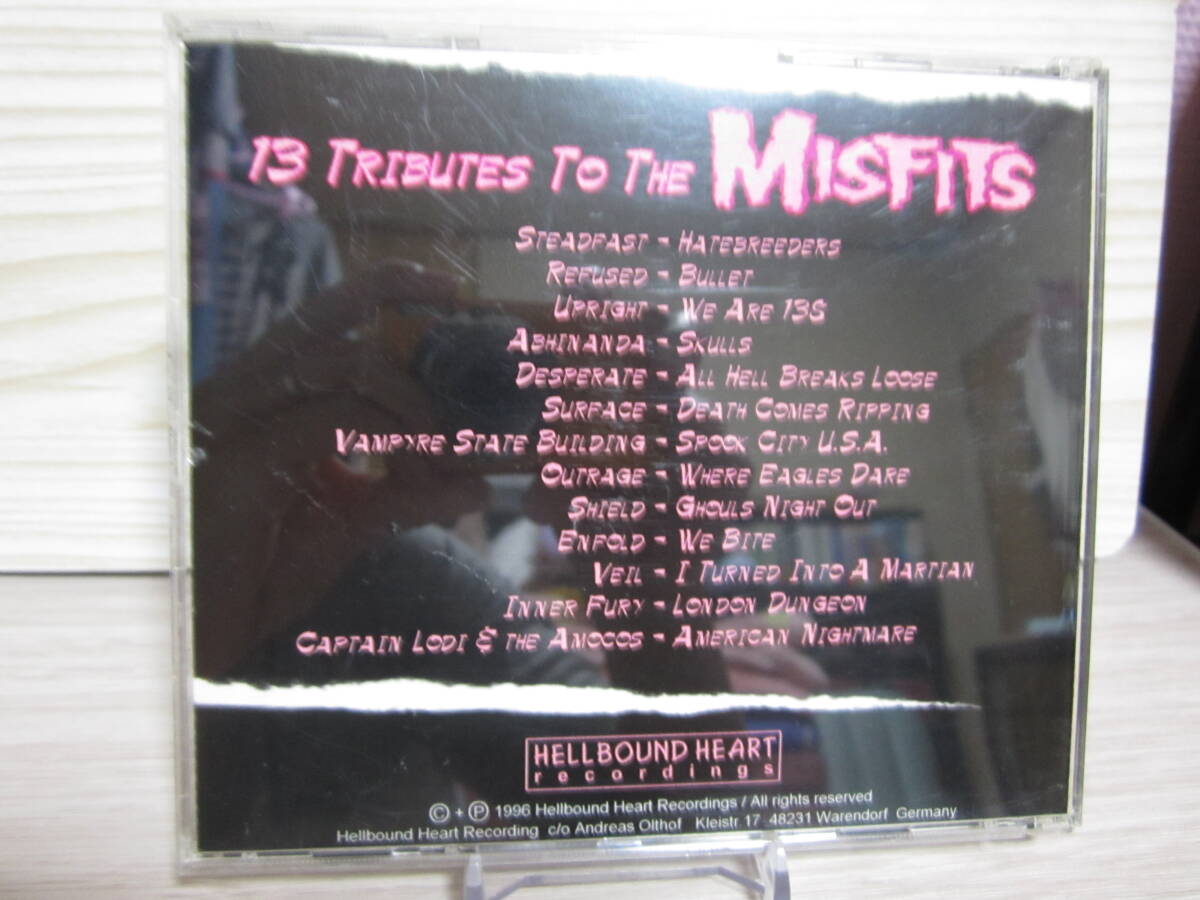 13 TRIBUTES TO THE MISFITS
STEADFAST - HATEBREEDERS
REFUSED - BULLET
UPRIGHT - WE ARE 138
ABHINANDA - SKULLS
DESPERATE - ALL HELL BREAKS LOOSE
SURFACE - DEATH COMES RIPPING
VAMPYRE STATE BUILDING - SPOOK CITY U.S.A.
OUTRAGE - WHERE EAGLES DARE
SHIELD - GHOULS NIGHT OUT
ENFOLD - WE BITE
VEIL - I TURNED INTO A MARTIAN
INNER FURY - LONDON DUNGEON
CAPTAIN LODI & THE AMOCOS - AMERICAN NIGHTMARE
HELLBOUND HEART
recordings
© + ℗ 1996 Hellbound Heart Recordings / All rights reserved
Hellbound Heart Recording c/o Andreas Olthof Kleistr. 17 48231 Warendorf Germany